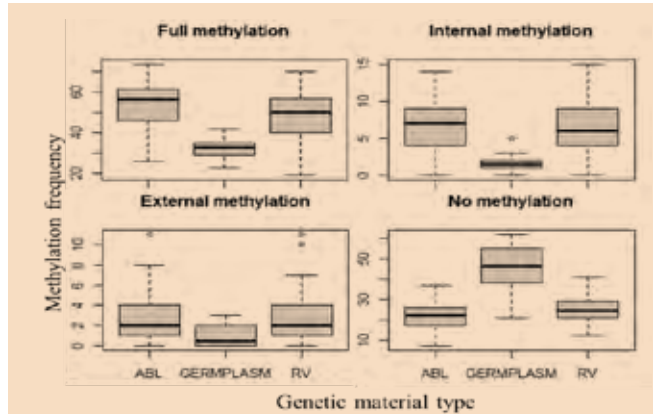 Full methylation
Internal methylation
60
40
20
15
10
5
0
External methylation
No methylation
10
8
6
4
2
0
50
30
10
Methylation frequency
ABL GERMPLASM RV
ABL GERMPLASM RV
Genetic material type